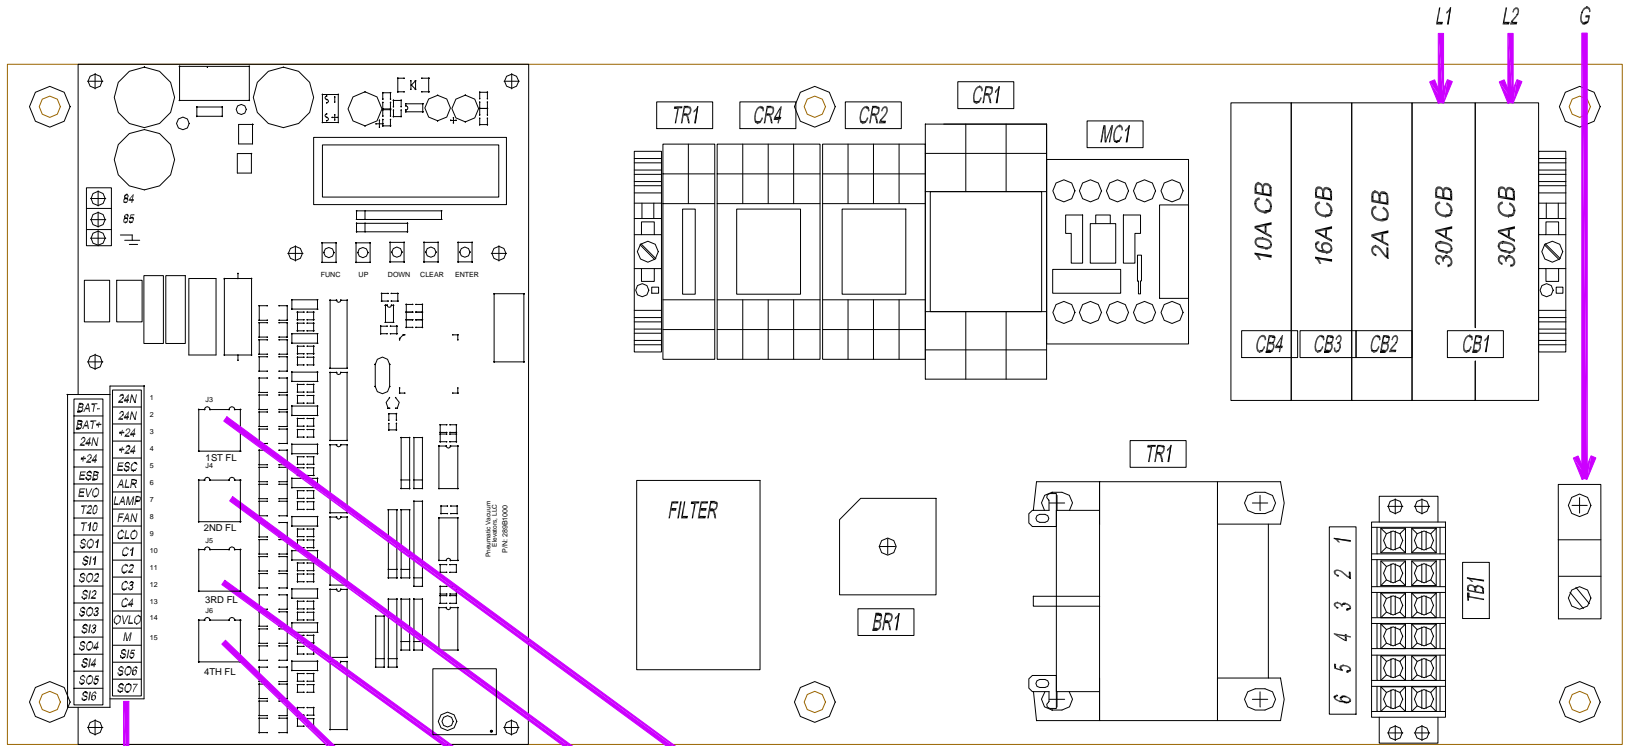 L1
L2
G
TR1
CR4
CR2
CR1
MC1
84
85
FUNC
UP
DOWN
CLEAR
ENTER
10A CB
16A CB
2A CB
30A CB
30A CB
CB4
CB3
CB2
CB1
BAT-
BAT+
24N
+24
ESB
EVO
T20
T10
SO1
SI1
SO2
SI2
SO3
SI3
SO4
SI4
SO5
SI6
24N
24N
+24
+24
ESC
ALR
LAMP
FAN
CLO
C1
C2
C3
C4
OVLO
M
SI5
SO6
SO7
1
2
3
4
5
6
7
8
9
10
11
12
13
14
15
J3
1ST FL
J4
2ND FL
J5
3RD FL
J6
4TH FL
Pneumatic Vacuum
Elevators, LLC
P/N: 289B1000
FILTER
BR1
TR1
1
2
3
4
5
6
TB1